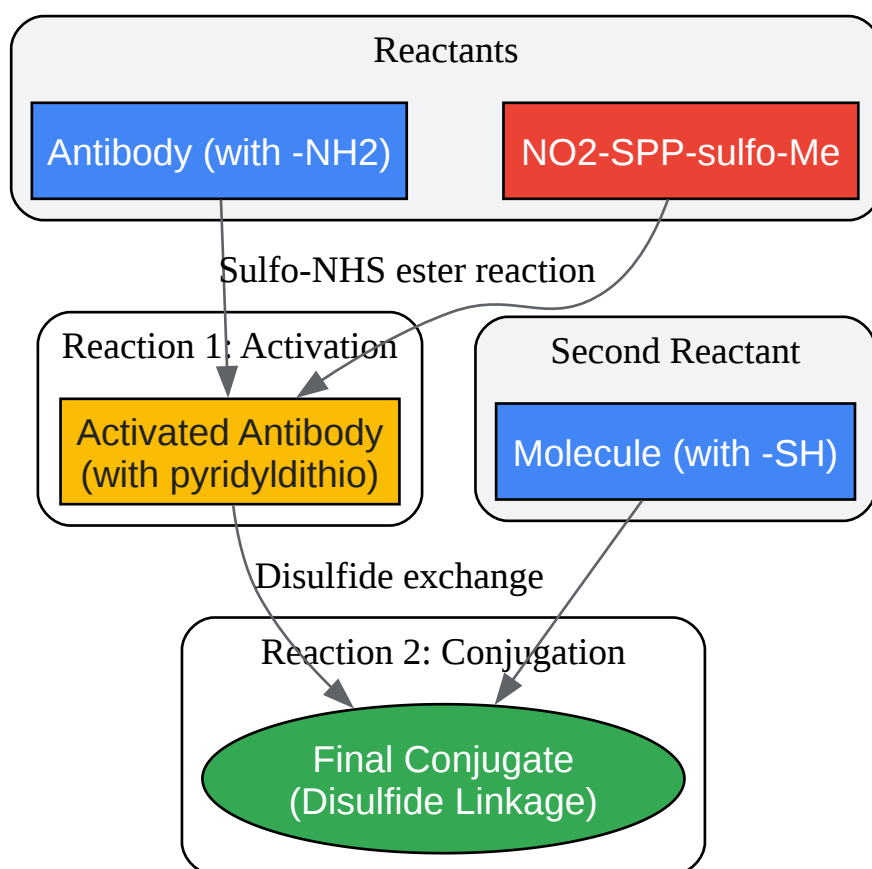 Reactants
Antibody (with -NH2)
NO2-SPP-sulfo-Me
Sulfo-NHS ester reaction
Reaction 1: Activation
Second Reactant
Activated Antibody
(with pyridyldithio)
Molecule (with -SH)
Disulfide exchange
Reaction 2: Conjugation
Final Conjugate
(Disulfide Linkage)